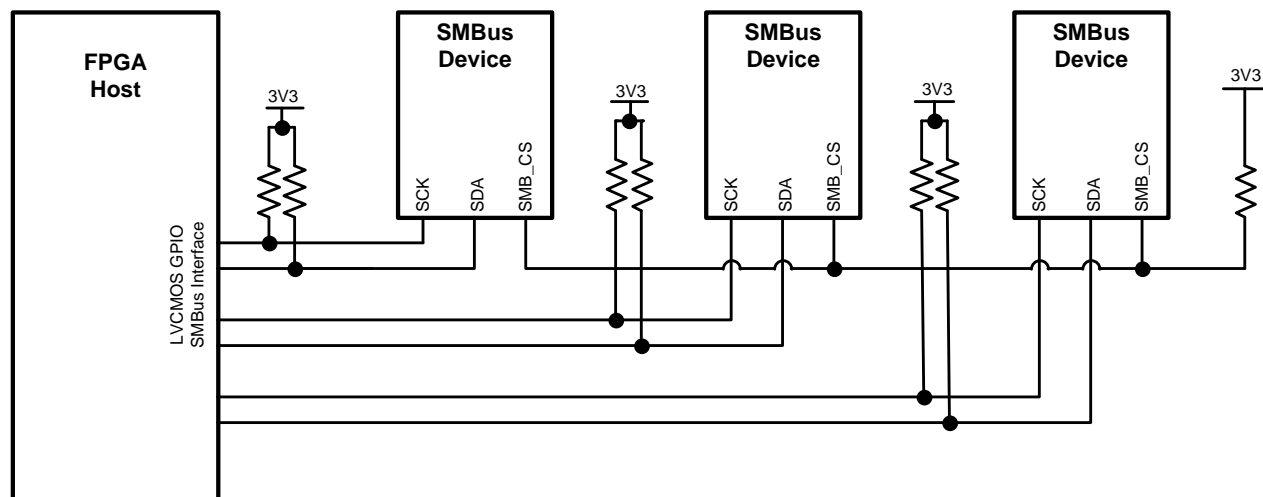 FPGA
Host
LVCMOS GPIO
SMBus Interface
3V3
SMBus
Device
SCK
SDA
SMB_CS
3V3
SMBus
Device
SCK
SDA
SMB_CS
3V3
SMBus
Device
SCK
SDA
SMB_CS
3V3